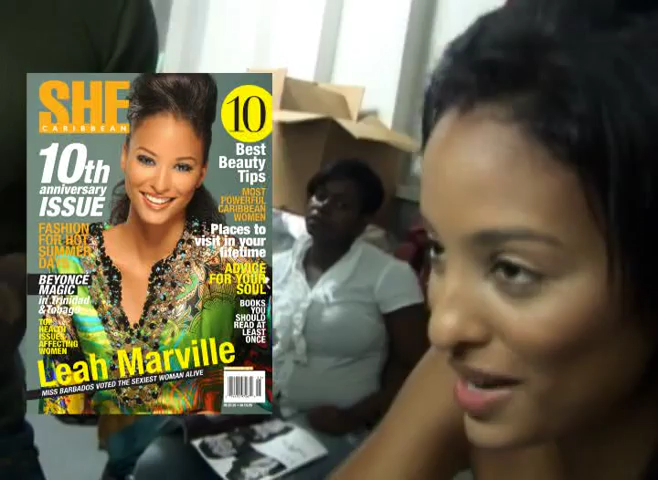 SHE
CARIBBEAN
10
10th
anniversary
ISSUE
FASHION
FOR HOT
SUMMER
DAYS
BEYONCE
MAGIC
in Trinidad
& Tobago
TOP
HEALTH
ISSUES
AFFECTING
WOMEN
Best
Beauty
Tips
MOST
POWERFUL
CARIBBEAN
WOMEN
Places to
visit in your
lifetime
ADVICE
FOR YOUR
SOUL
BOOKS
YOU
SHOULD
READ AT
LEAST
ONCE
Leah Marville
MISS BARBADOS VOTED THE SEXIEST WOMAN ALIVE